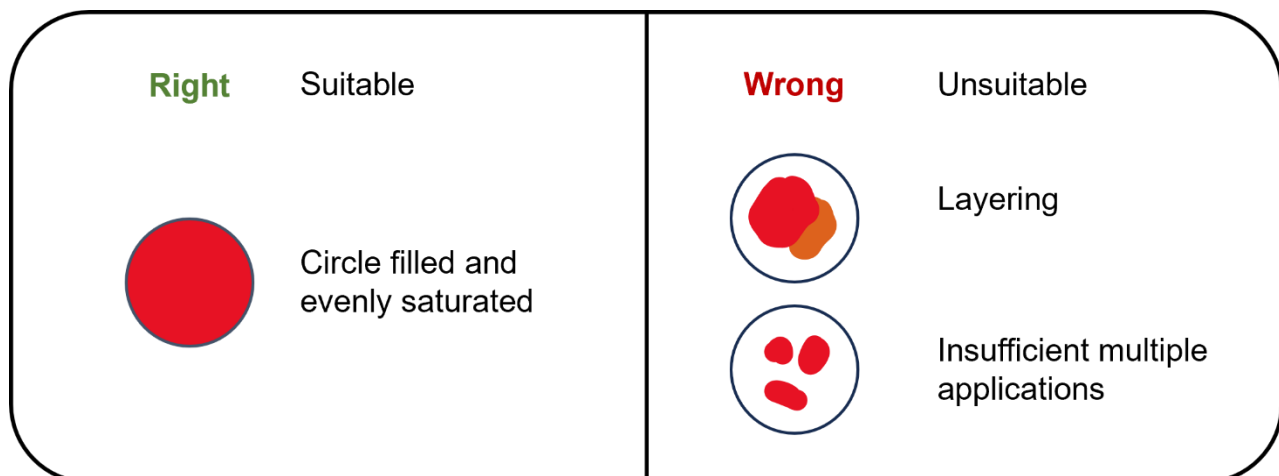 Right Suitable
Circle filled and
evenly saturated
Wrong Unsuitable
Layering
Insufficient multiple
applications